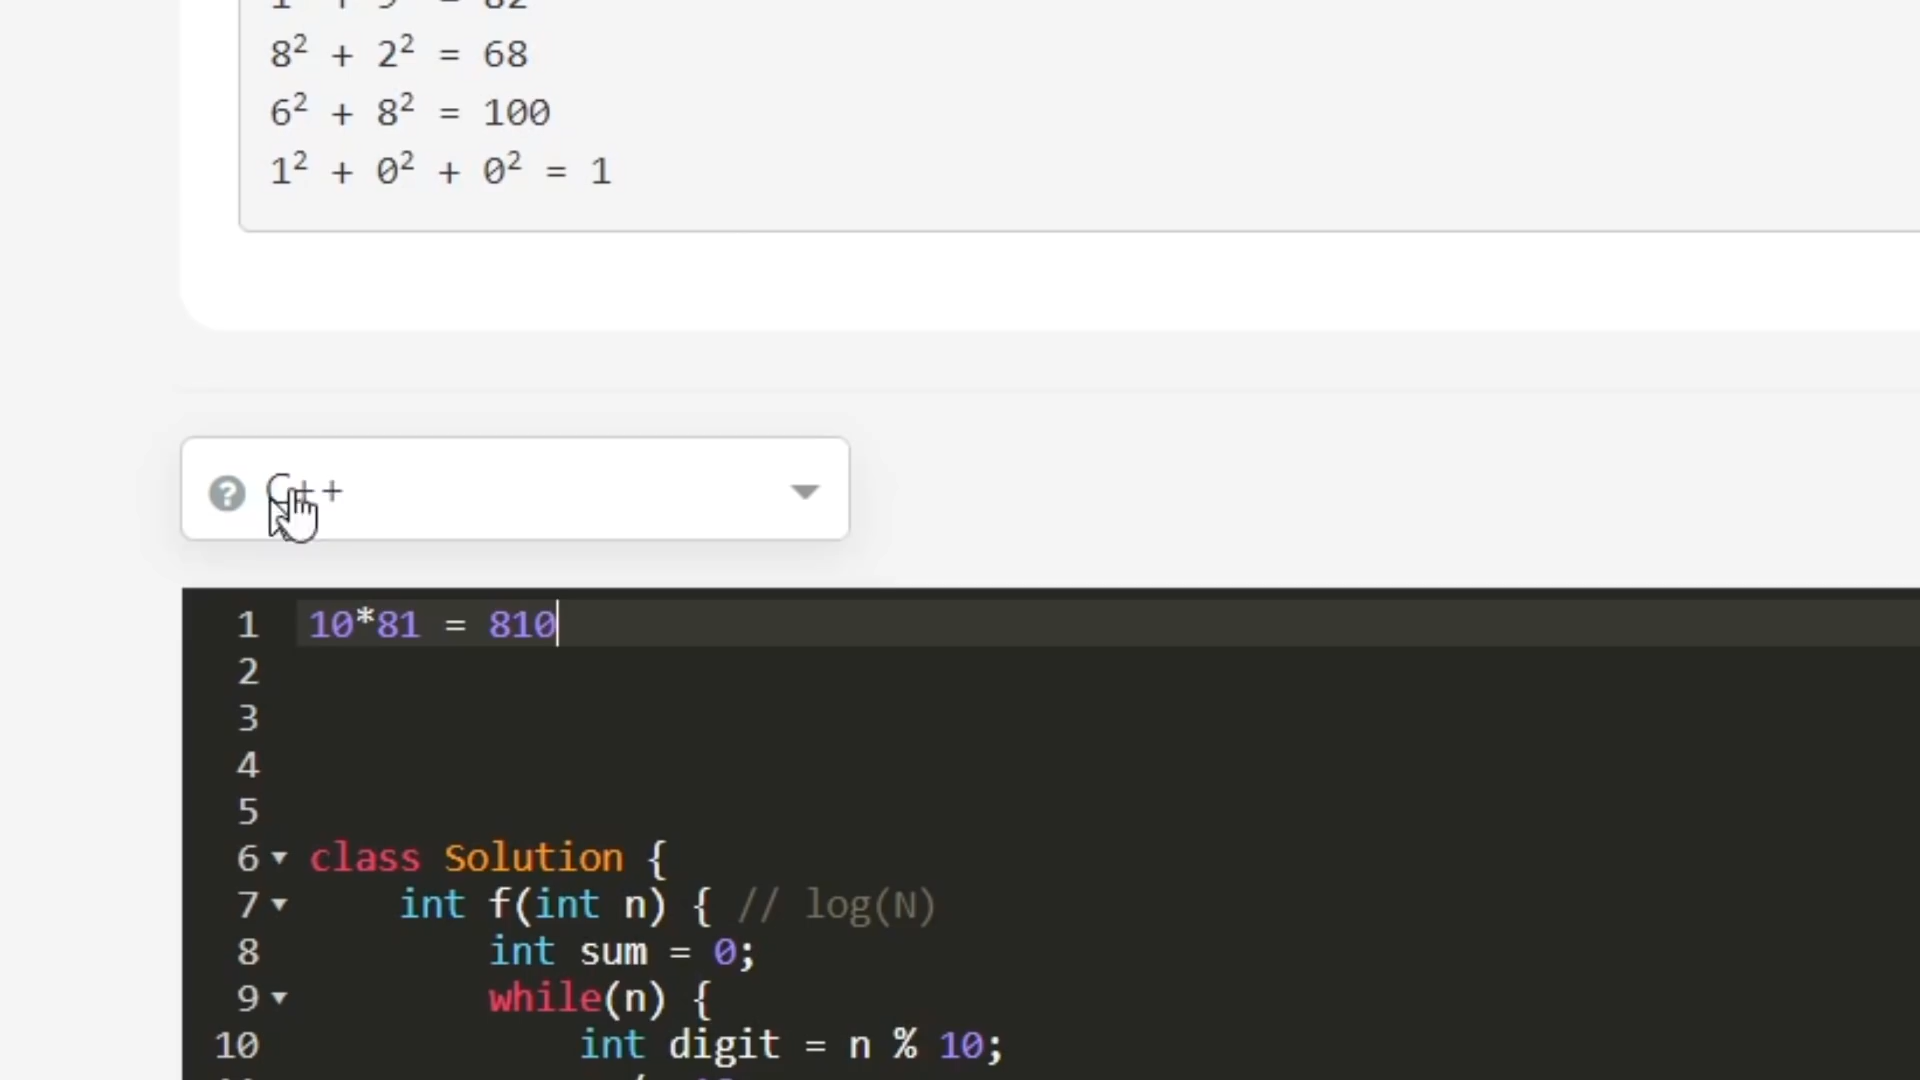 8² + 2² = 68
6² + 8² = 100
1² + 0² + 0² = 1
C++
1 10*81 = 810
2
3
4
5
6 class Solution {
7 int f(int n) { // log(N)
8 int sum = 0;
9 while(n) {
10 int digit = n % 10;